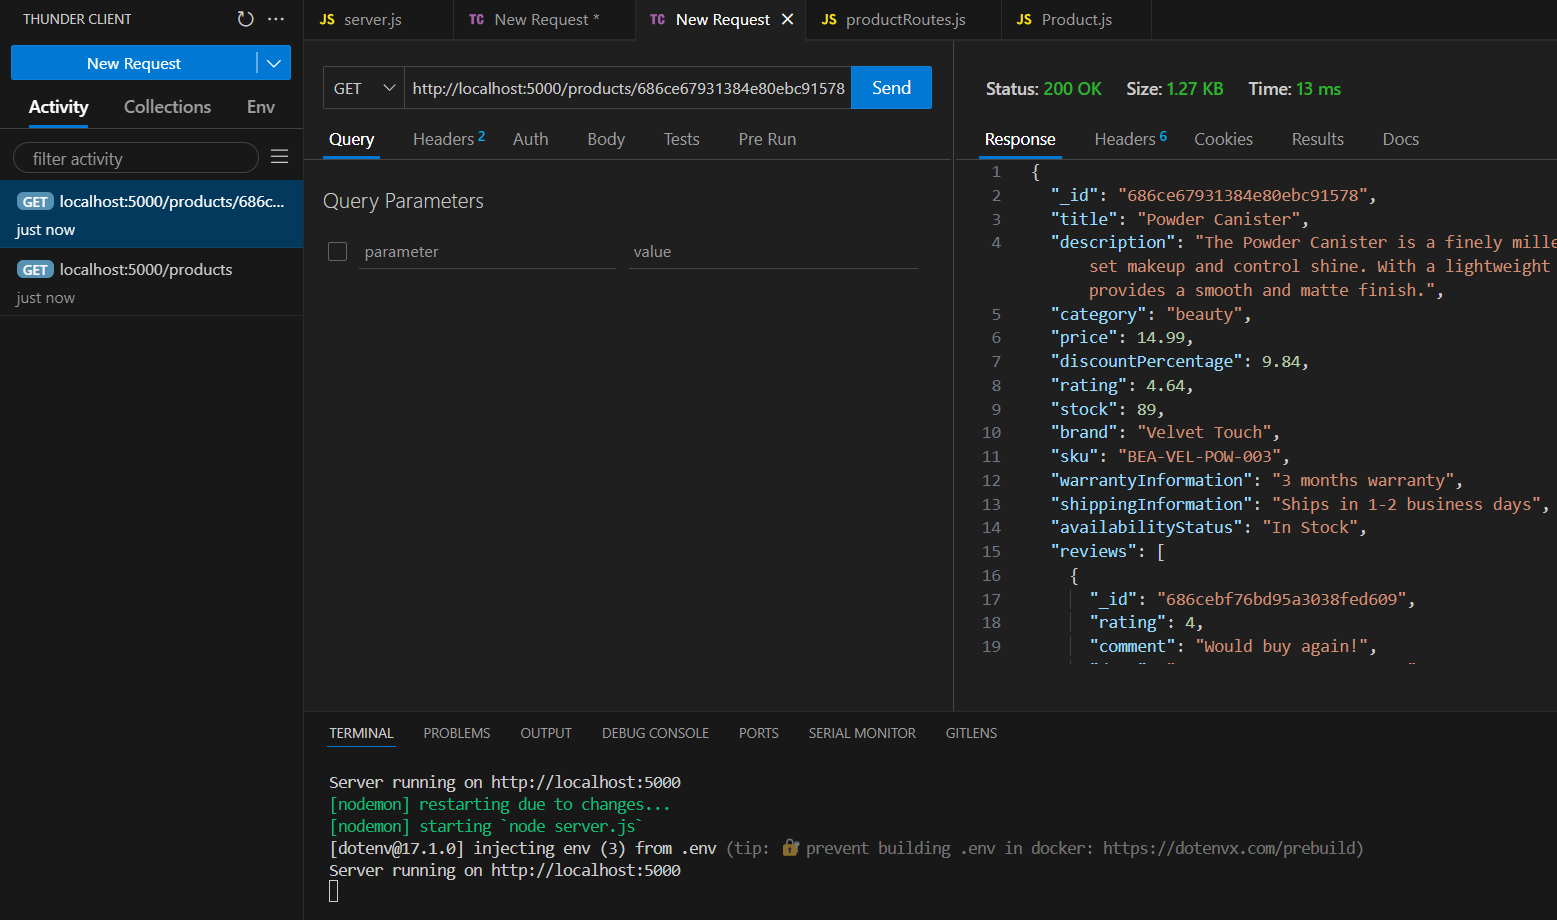 THUNDER CLIENT
New Request
Activity Collections Env
filter activity
GET localhost:5000/products/686c...
just now
GET localhost:5000/products
just now
JS server.js TC New Request * TC New Request JS productRoutes.js JS Product.js
GET http://localhost:5000/products/686ce67931384e80ebc91578 Send
Query Headers 2 Auth Body Tests Pre Run
Query Parameters
parameter value
Status: 200 OK Size: 1.27 KB Time: 13 ms
Response Headers 6 Cookies Results Docs
1 {
2 "_id": "686ce67931384e80ebc91578",
3 "title": "Powder Canister",
4 "description": "The Powder Canister is a finely mille
set makeup and control shine. With a lightweight
provides a smooth and matte finish.",
5 "category": "beauty",
6 "price": 14.99,
7 "discountPercentage": 9.84,
8 "rating": 4.64,
9 "stock": 89,
10 "brand": "Velvet Touch",
11 "sku": "BEA-VEL-POW-003",
12 "warrantyInformation": "3 months warranty",
13 "shippingInformation": "Ships in 1-2 business days",
14 "availabilityStatus": "In Stock",
15 "reviews": [
16 {
17 "_id": "686cebf76bd95a3038fed609",
18 "rating": 4,
19 "comment": "Would buy again!",
TERMINAL PROBLEMS OUTPUT DEBUG CONSOLE PORTS SERIAL MONITOR GITLENS
Server running on http://localhost:5000
[nodemon] restarting due to changes...
[nodemon] starting `node server.js`
[dotenv@17.1.0] injecting env (3) from .env (tip: 🔐 prevent building .env in docker: https://dotenvx.com/prebuild)
Server running on http://localhost:5000